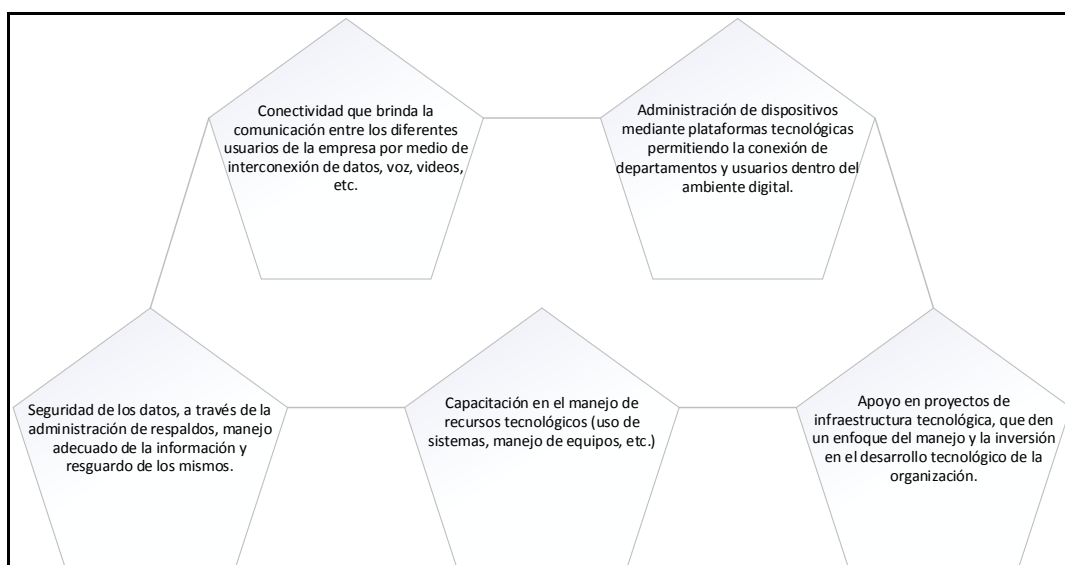 Conectividad que brinda la
comunicación entre los diferentes
usuarios de la empresa por medio de
interconexión de datos, voz, videos,
etc.
Administración de dispositivos
mediante plataformas tecnológicas
permitiendo la conexión de
departamentos y usuarios dentro del
ambiente digital.
Seguridad de los datos, a través de la
administración de respaldos, manejo
adecuado de la información y
resguardo de los mismos.
Capacitación en el manejo de
recursos tecnológicos (uso de
sistemas, manejo de equipos, etc.)
Apoyo en proyectos de
infraestructura tecnológica, que den
un enfoque del manejo y la inversión
en el desarrollo tecnológico de la
organización.